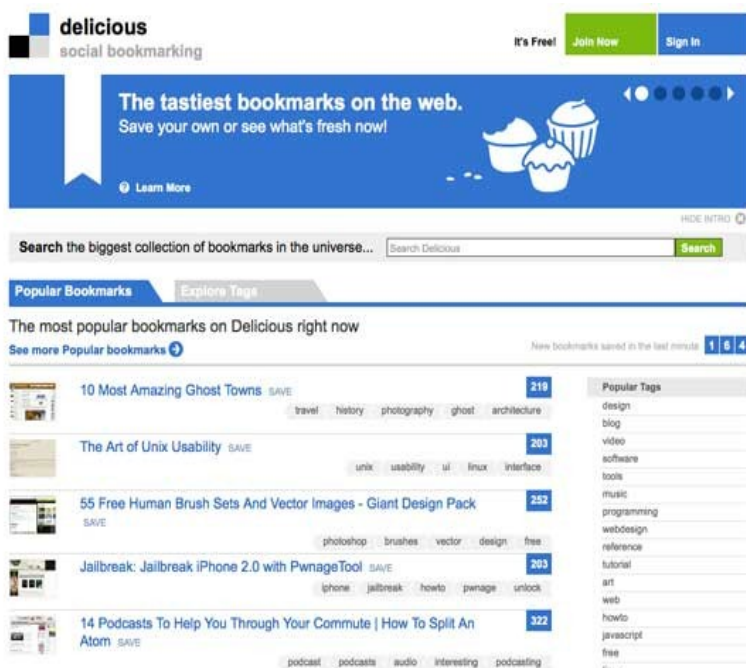 delicious
social bookmarking
It's Free!
Join Now
Sign In
The tastiest bookmarks on the web.
Save your own or see what's fresh now!
Learn More
HIDE INTRO
Search the biggest collection of bookmarks in the universe...
Search Delicious
Search
Popular Bookmarks
Explore Tags
The most popular bookmarks on Delicious right now
See more Popular bookmarks
New bookmarks saved in the last minute 1 6 4
10 Most Amazing Ghost Towns SAVE 219
travel history photography ghost architecture
The Art of Unix Usability SAVE 203
unix usability ui linux interface
55 Free Human Brush Sets And Vector Images - Giant Design Pack 252
SAVE
photoshop brushes vector design free
Jailbreak: Jailbreak iPhone 2.0 with PwnageTool SAVE 203
iphone jailbreak howto pwnage unlock
14 Podcasts To Help You Through Your Commute | How To Split An 322
Atom SAVE
podcast podcasts audio interesting podcasting
Popular Tags
design
blog
video
software
tools
music
programming
webdesign
reference
tutorial
art
web
howto
javascript
free